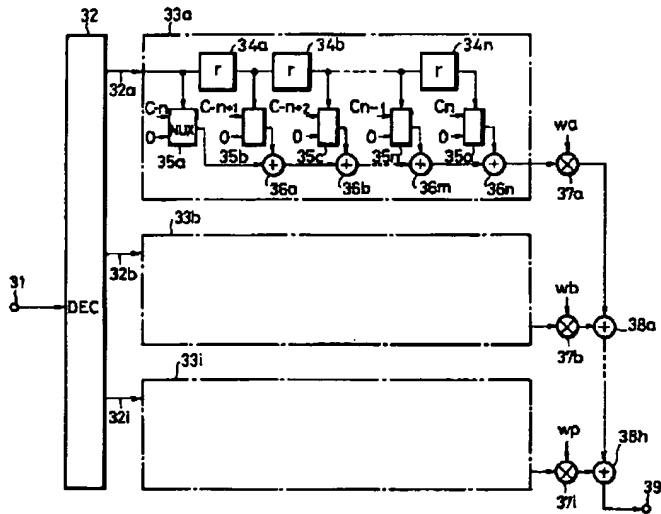 32 33a 34a 34b 34n
r r r
32a
C-n C-n+1 C-n+2 Cn-1 Cn
NUX
0 0 0 0 0
35a 35b 35c 35n 35o
wa
36a 36b 36m 36n 37a
33b
32b
31
DEC
wb
37b 38a
33i
32i
wp
38h
37i
39